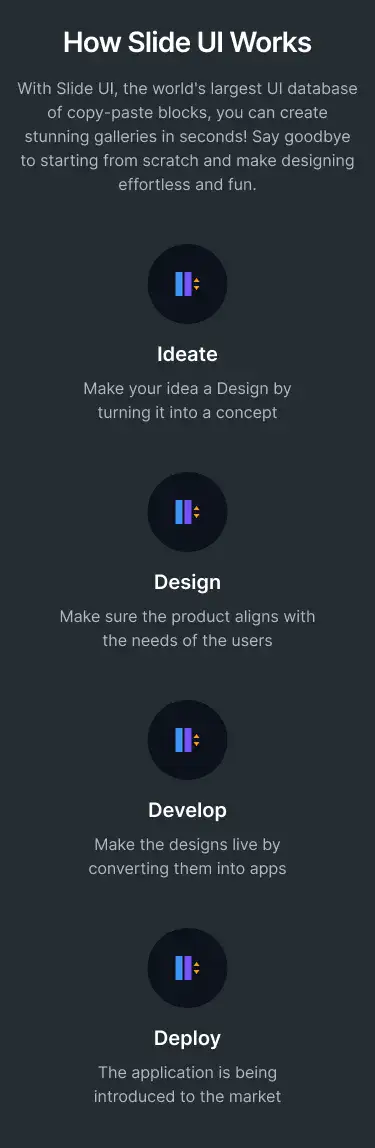 How Slide UI Works
With Slide UI, the world's largest UI database
of copy-paste blocks, you can create
stunning galleries in seconds! Say goodbye
to starting from scratch and make designing
effortless and fun.
Ideate
Make your idea a Design by
turning it into a concept
Design
Make sure the product aligns with
the needs of the users
Develop
Make the designs live by
converting them into apps
Deploy
The application is being
introduced to the market